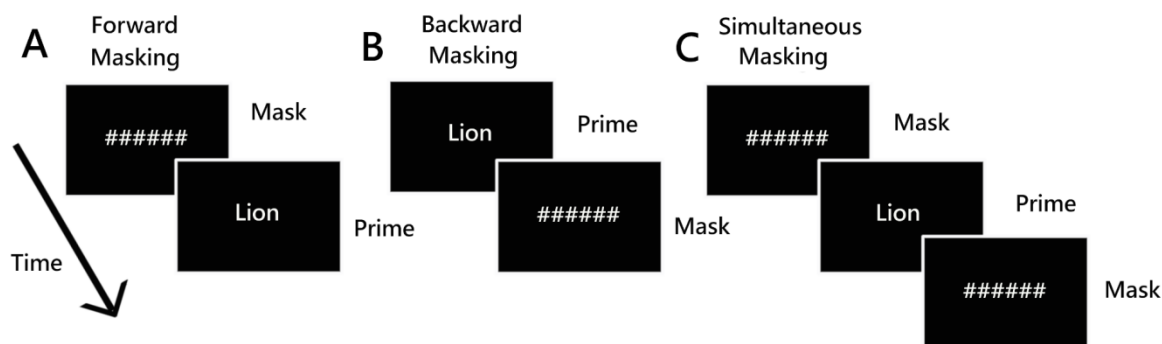 A
Forward
Masking
######
Mask
Lion
Prime
Time
B
Backward
Masking
Lion
Prime
######
Mask
C
Simultaneous
Masking
######
Mask
Lion
Prime
######
Mask